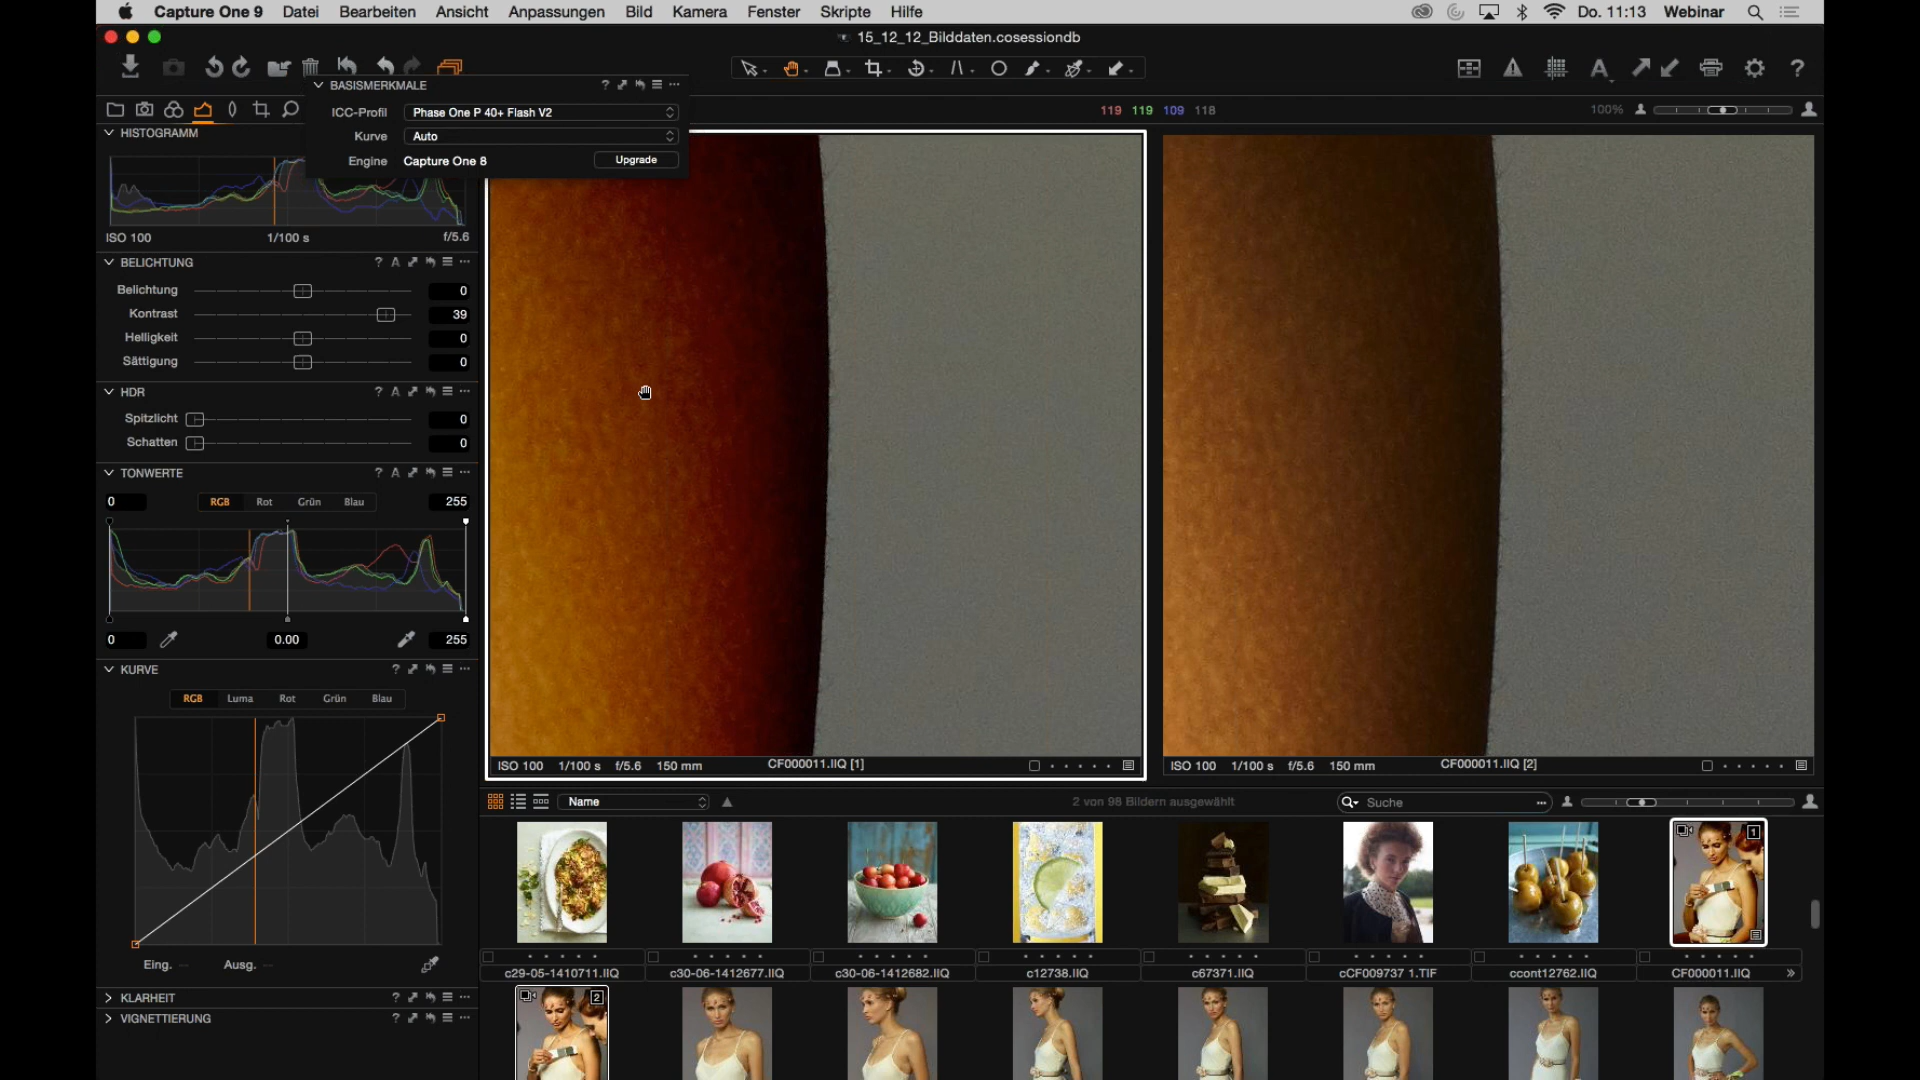 Capture One 9 Datei Bearbeiten Ansicht Anpassungen Bild Kamera Fenster Skripte Hilfe Do. 11:13 Webinar
15_12_12_Bilddaten.cosessiondb
BASISMERKMALE
ICC-Profil Phase One P 40+ Flash V2
Kurve Auto
Engine Capture One 8 Upgrade
119 119 109 118
100%
HISTOGRAMM
ISO 100 1/100 s f/5.6
BELICHTUNG
Belichtung 0
Kontrast 39
Helligkeit 0
Sättigung 0
HDR
Spitzlicht 0
Schatten 0
TONWERTE
0 RGB Rot Grün Blau 255
0 0.00 255
KURVE
RGB Luma Rot Grün Blau
Eing. -- Ausg. --
KLARHEIT
VIGNETTIERUNG
ISO 100 1/100 s f/5.6 150 mm CF000011.IIQ [1]
ISO 100 1/100 s f/5.6 150 mm CF000011.IIQ [2]
Name 2 von 98 Bildern ausgewählt Suche
1
c29-05-1410711.IIQ c30-06-1412677.IIQ c30-06-1412682.IIQ c12738.IIQ c67371.IIQ cCF009737 1.TIF ccont12762.IIQ CF000011.IIQ
2